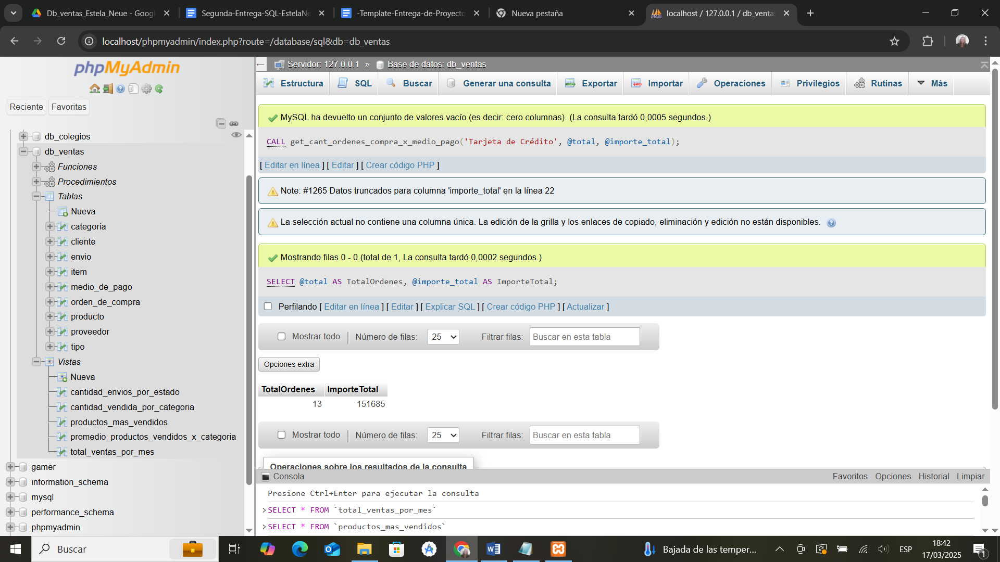 Db_ventas_Estela_Neue - Googl
Segunda-Entrega-SQL-EstelaNe
-Template-Entrega-de-Proyecto
Nueva pestaña
localhost / 127.0.0.1 / db_venta
localhost/phpmyadmin/index.php?route=/database/sql&db=db_ventas
phpMyAdmin
Reciente
Favoritas
db_colegios
db_ventas
Funciones
Procedimientos
Tablas
Nueva
categoria
cliente
envio
item
medio_de_pago
orden_de_compra
producto
proveedor
tipo
Vistas
Nueva
cantidad_envios_por_estado
cantidad_vendida_por_categoria
productos_mas_vendidos
promedio_productos_vendidos_x_categoria
total_ventas_por_mes
gamer
information_schema
mysql
performance_schema
phpmyadmin
Servidor: 127.0.0.1 » Base de datos: db_ventas
Estructura SQL Buscar Generar una consulta Exportar Importar Operaciones Privilegios Rutinas Más
MySQL ha devuelto un conjunto de valores vacío (es decir: cero columnas). (La consulta tardó 0,0005 segundos.)
CALL get_cant_ordenes_compra_x_medio_pago('Tarjeta de Crédito', @total, @importe_total);
[ Editar en línea ] [ Editar ] [ Crear código PHP ]
Note: #1265 Datos truncados para columna 'importe_total' en la línea 22
La selección actual no contiene una columna única. La edición de la grilla y los enlaces de copiado, eliminación y edición no están disponibles.
Mostrando filas 0 - 0 (total de 1, La consulta tardó 0,0002 segundos.)
SELECT @total AS TotalOrdenes, @importe_total AS ImporteTotal;
Perfilando [ Editar en línea ] [ Editar ] [ Explicar SQL ] [ Crear código PHP ] [ Actualizar ]
Mostrar todo | Número de filas: 25 Filtrar filas: Buscar en esta tabla
Opciones extra
TotalOrdenes ImporteTotal
13 151685
Mostrar todo | Número de filas: 25 Filtrar filas: Buscar en esta tabla
Operaciones sobre los resultados de la consulta
Consola Favoritos Opciones Historial Limpiar
Presione Ctrl+Enter para ejecutar la consulta
>SELECT * FROM `total_ventas_por_mes`
>SELECT * FROM `productos_mas_vendidos`
Buscar
Bajada de las temper...
ESP
18:42
17/03/2025
1